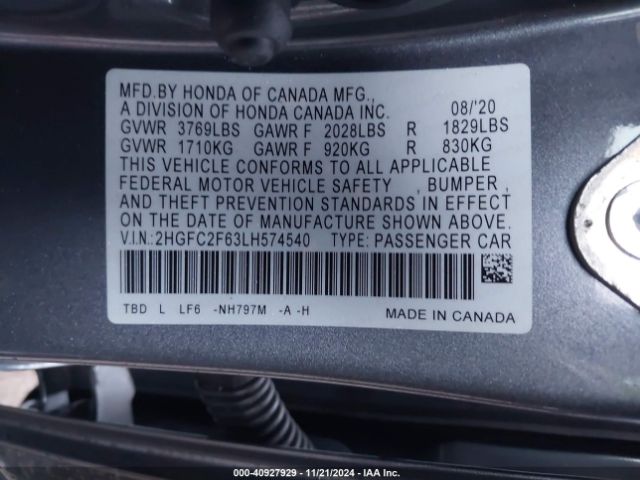 MFD.BY HONDA OF CANADA MFG.,
A DIVISION OF HONDA CANADA INC. 08/'20
GVWR 3769LBS GAWR F 2028LBS R 1829LBS
GVWR 1710KG GAWR F 920KG R 830KG
THIS VEHICLE CONFORMS TO ALL APPLICABLE
FEDERAL MOTOR VEHICLE SAFETY , BUMPER ,
AND THEFT PREVENTION STANDARDS IN EFFECT
ON THE DATE OF MANUFACTURE SHOWN ABOVE.
V.I.N.:2HGFC2F63LH574540 TYPE: PASSENGER CAR
TBD L LF6 -NH797M -A -H MADE IN CANADA
000-40927929 – 11/21/2024 – IAA Inc.